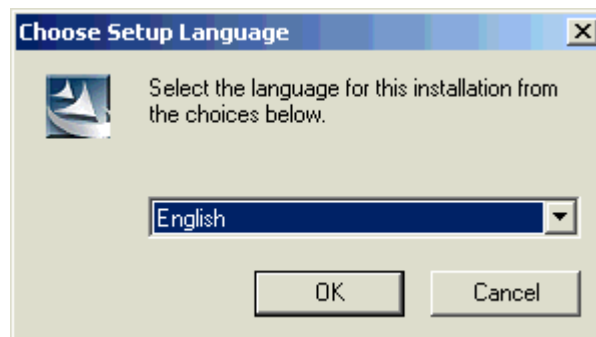 Choose Setup Language
Select the language for this installation from
the choices below.
English
OK
Cancel